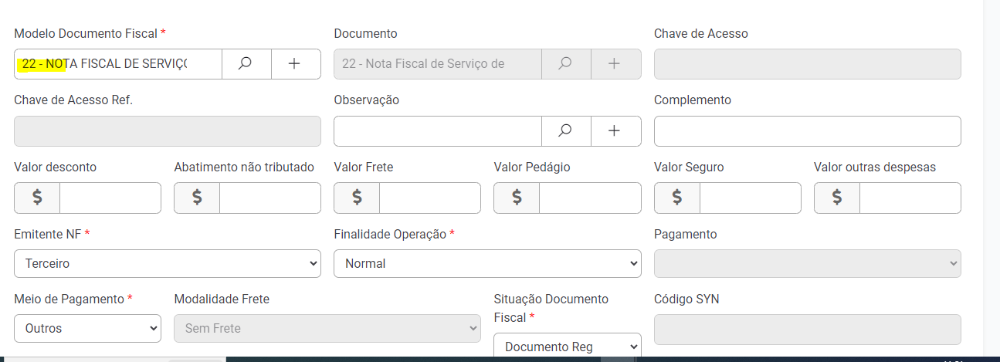 Modelo Documento Fiscal * Documento Chave de Acesso
22 - NOTA FISCAL DE SERVIÇO 22 - Nota Fiscal de Serviço de
Chave de Acesso Ref. Observação Complemento
Valor desconto Abatimento não tributado Valor Frete Valor Pedágio Valor Seguro Valor outras despesas
$ $ $ $ $ $
Emitente NF * Finalidade Operação * Pagamento
Terceiro Normal
Meio de Pagamento * Modalidade Frete Situação Documento Fiscal * Código SYN
Outros Sem Frete Documento Reg